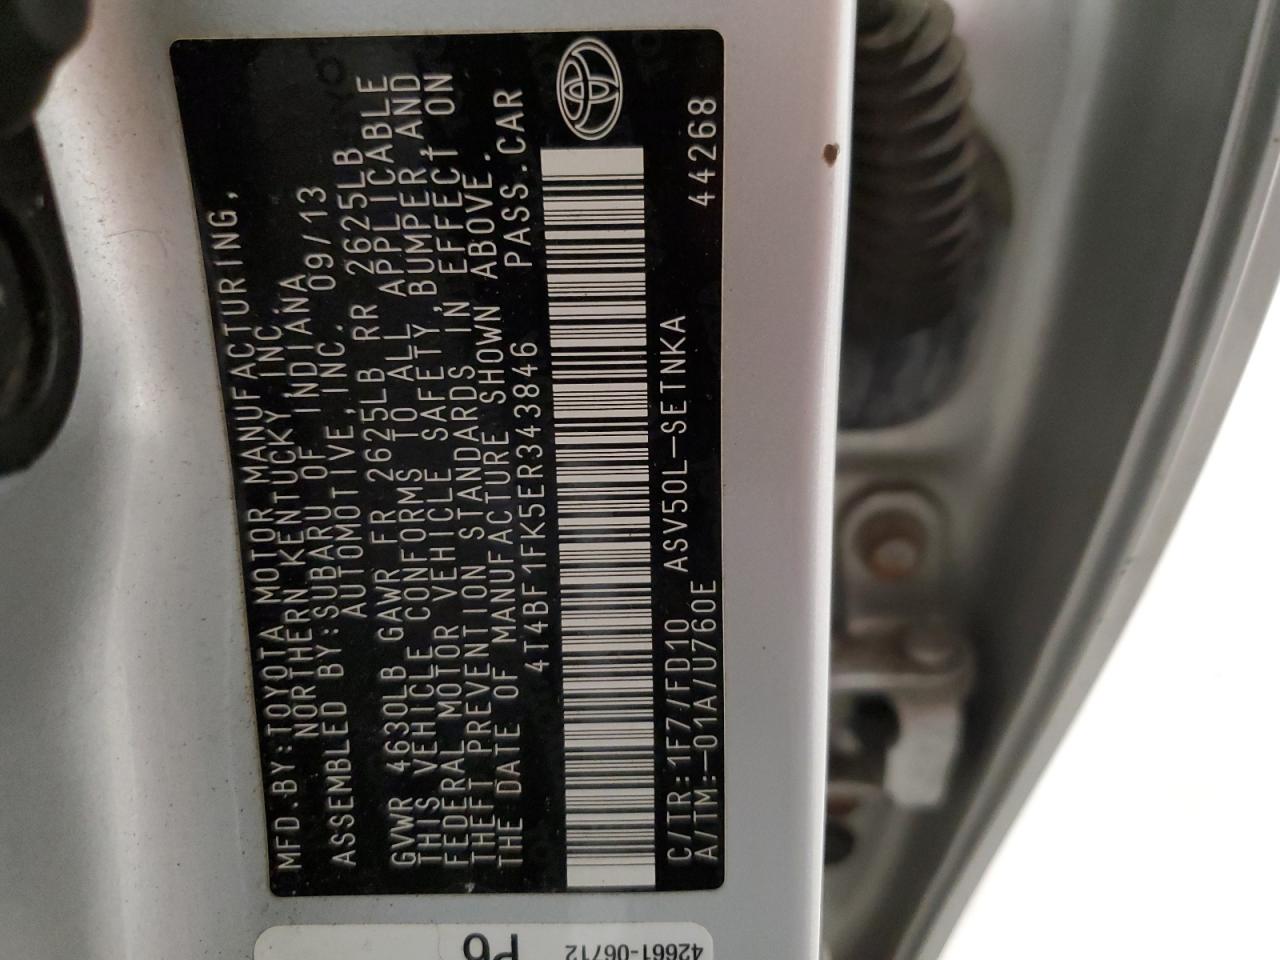 MFD.BY:TOYOTA MOTOR MANUFACTURING,
NORTHERN KENTUCKY,INC.
ASSEMBLED BY:SUBARU OF INDIANA
AUTOMOTIVE,INC. 09/13
GVWR 4630LB GAWR FR 2625LB RR 2625LB
THIS VEHICLE CONFORMS TO ALL APPLICABLE
FEDERAL MOTOR VEHICLE SAFETY,BUMPER,AND
THEFT PREVENTION STANDARDS IN EFFECT ON
THE DATE OF MANUFACTURE SHOWN ABOVE.
4T4BF1FK5ER343846 PASS.CAR
C/TR:1F7/FD10 ASV50L-SETNKA
A/TM:-01A/U760E 44268
42661-06712
P6